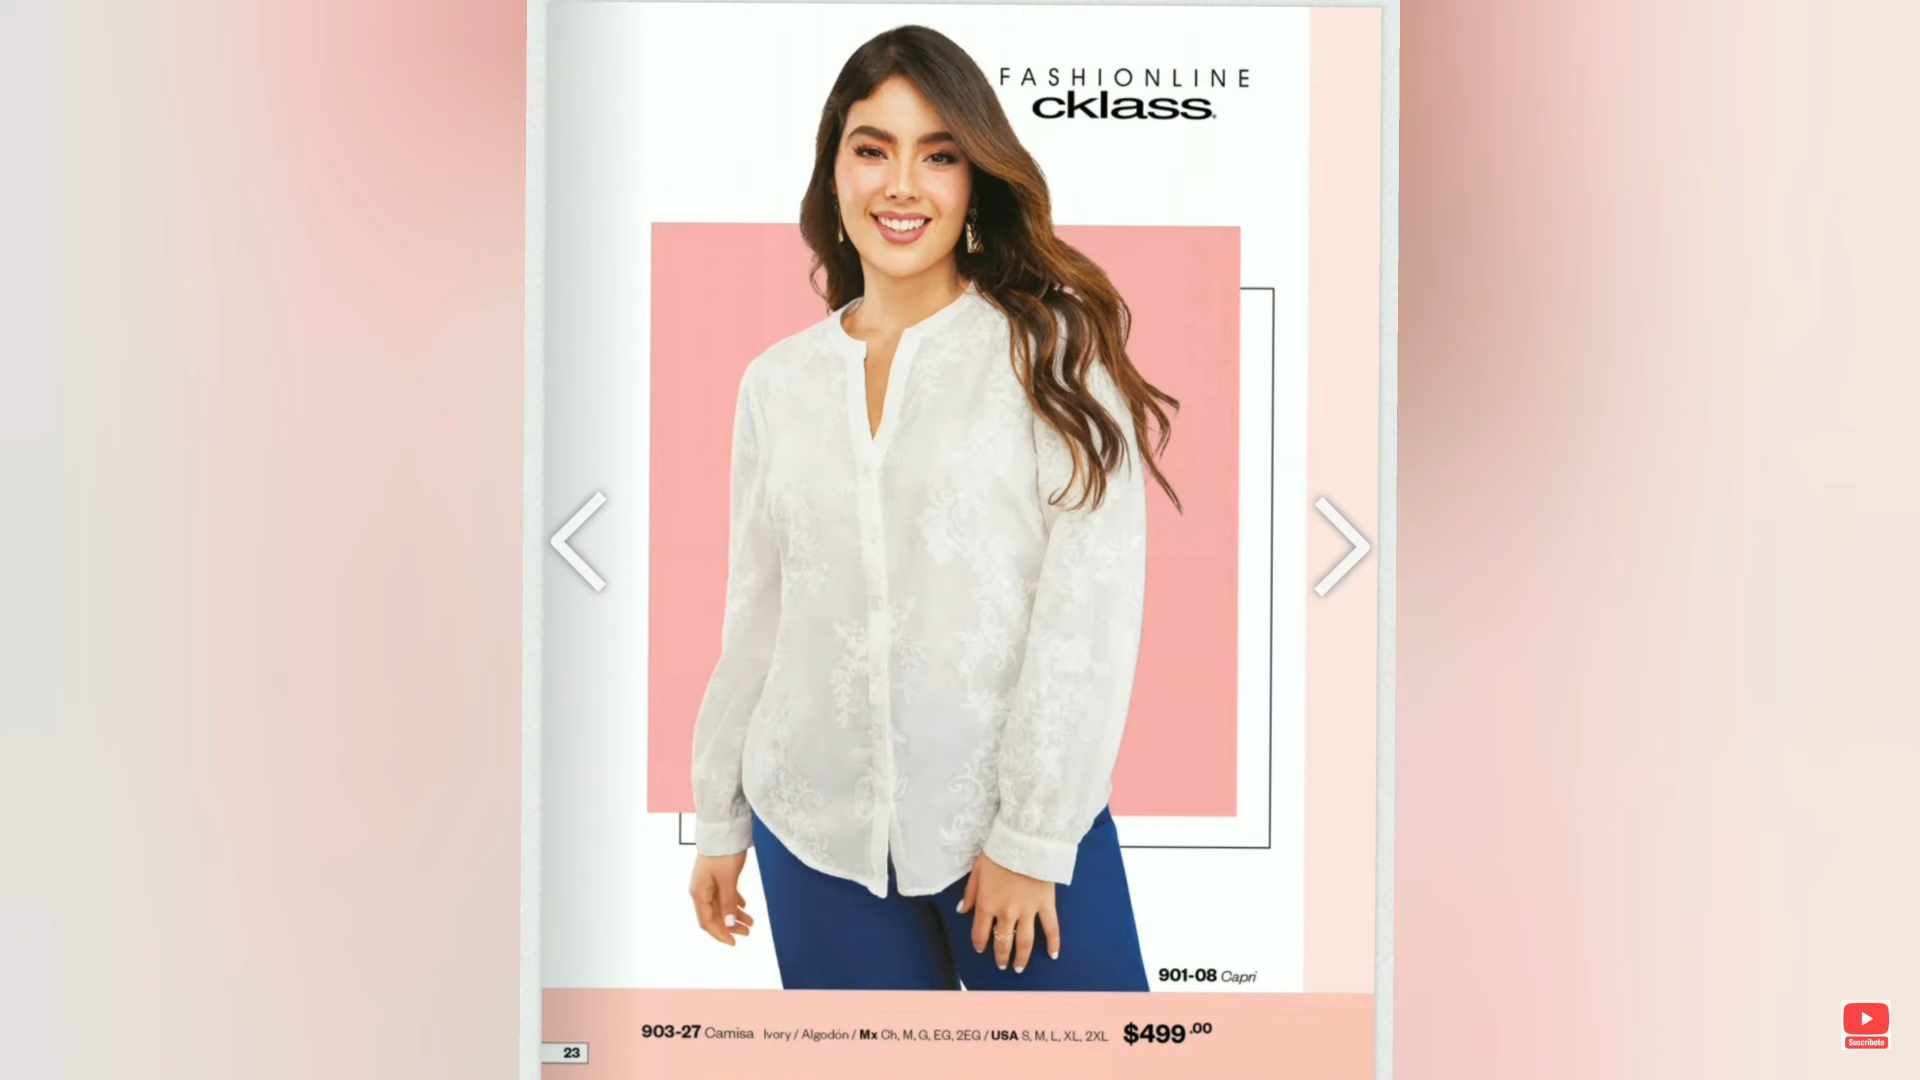 FASHIONLINE
cklass.
901-08 Capri
903-27 Camisa Ivory / Algodón / Mx Ch, M, G, EG, 2EG / USA S, M, L, XL, 2XL $499.00
23
Suscríbete